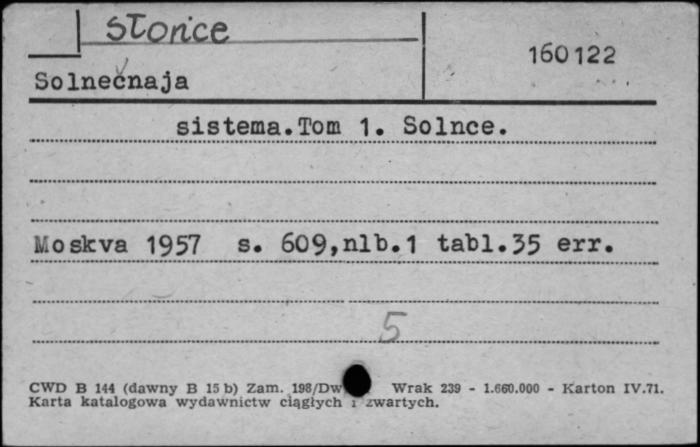 słońce
160122
Solnečnaja
sistema.Tom 1. Solnce.
Moskva 1957 s. 609,nlb.1 tabl.35 err.
5
CWD B 144 (dawny B 15 b) Zam. 198/Dw Wrak 239 - 1.660.000 - Karton IV.71.
Karta katalogowa wydawnictw ciągłych i zwartych.